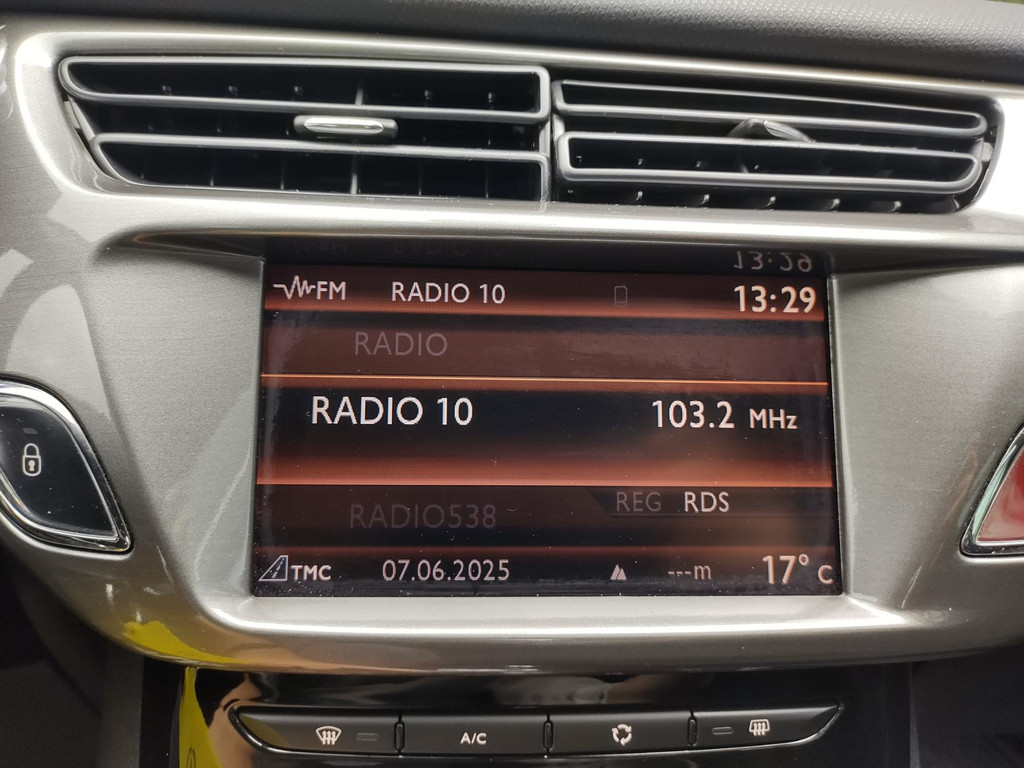 FM RADIO 10 13:29
RADIO
RADIO 10 103.2 MHz
REG RDS
RADIO538
TMC 07.06.2025 ---m 17° C
A/C